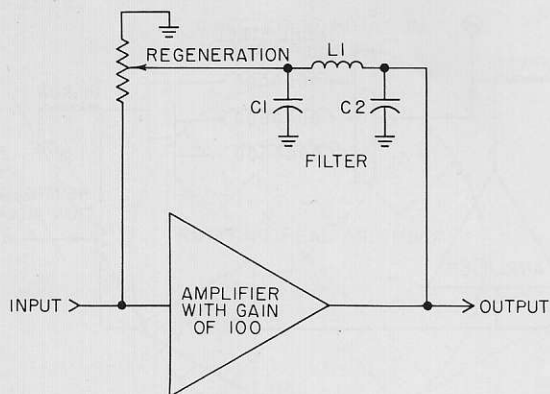 REGENERATION
L1
C1
C2
FILTER
INPUT
AMPLIFIER
WITH GAIN
OF 100
OUTPUT